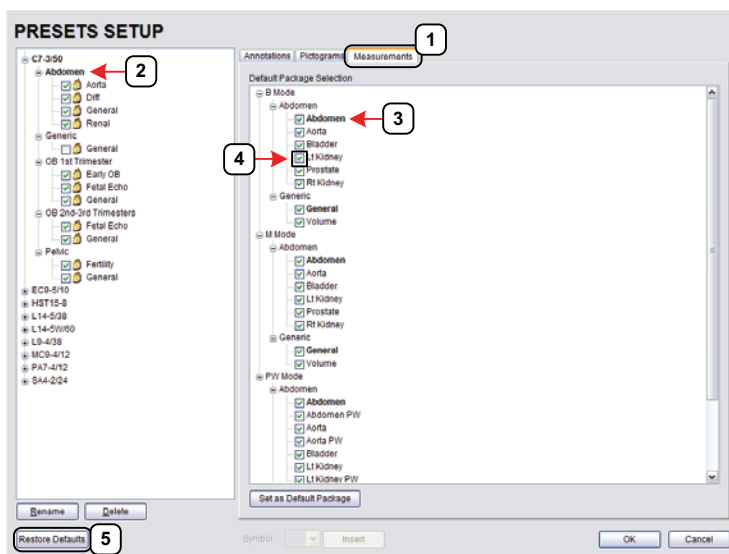 PRESETS SETUP
1
C7-3/50
Abdomen
2
Aorta
Diff
General
Renal
Generic
General
OB 1st Trimester
Early OB
Fetal Echo
General
OB 2nd-3rd Trimesters
Fetal Echo
General
Pelvic
Fertility
General
EC9-5/10
HST15-8
L14-5/38
L14-5W/60
L9-4/38
MC9-4/12
PA7-4/12
SA4-2/24
Rename
Delete
Restore Defaults
5
Annotations
Pictograms
Measurements
Default Package Selection
B Mode
Abdomen
Abdomen
3
Aorta
Bladder
4
Lt Kidney
Prostate
Rt Kidney
Generic
General
Volume
M Mode
Abdomen
Abdomen
Aorta
Bladder
Lt Kidney
Prostate
Rt Kidney
Generic
General
Volume
PW Mode
Abdomen
Abdomen
Abdomen PW
Aorta
Aorta PW
Bladder
Lt Kidney
Lt Kidney PW
Set as Default Package
Symbol
Insert
OK
Cancel